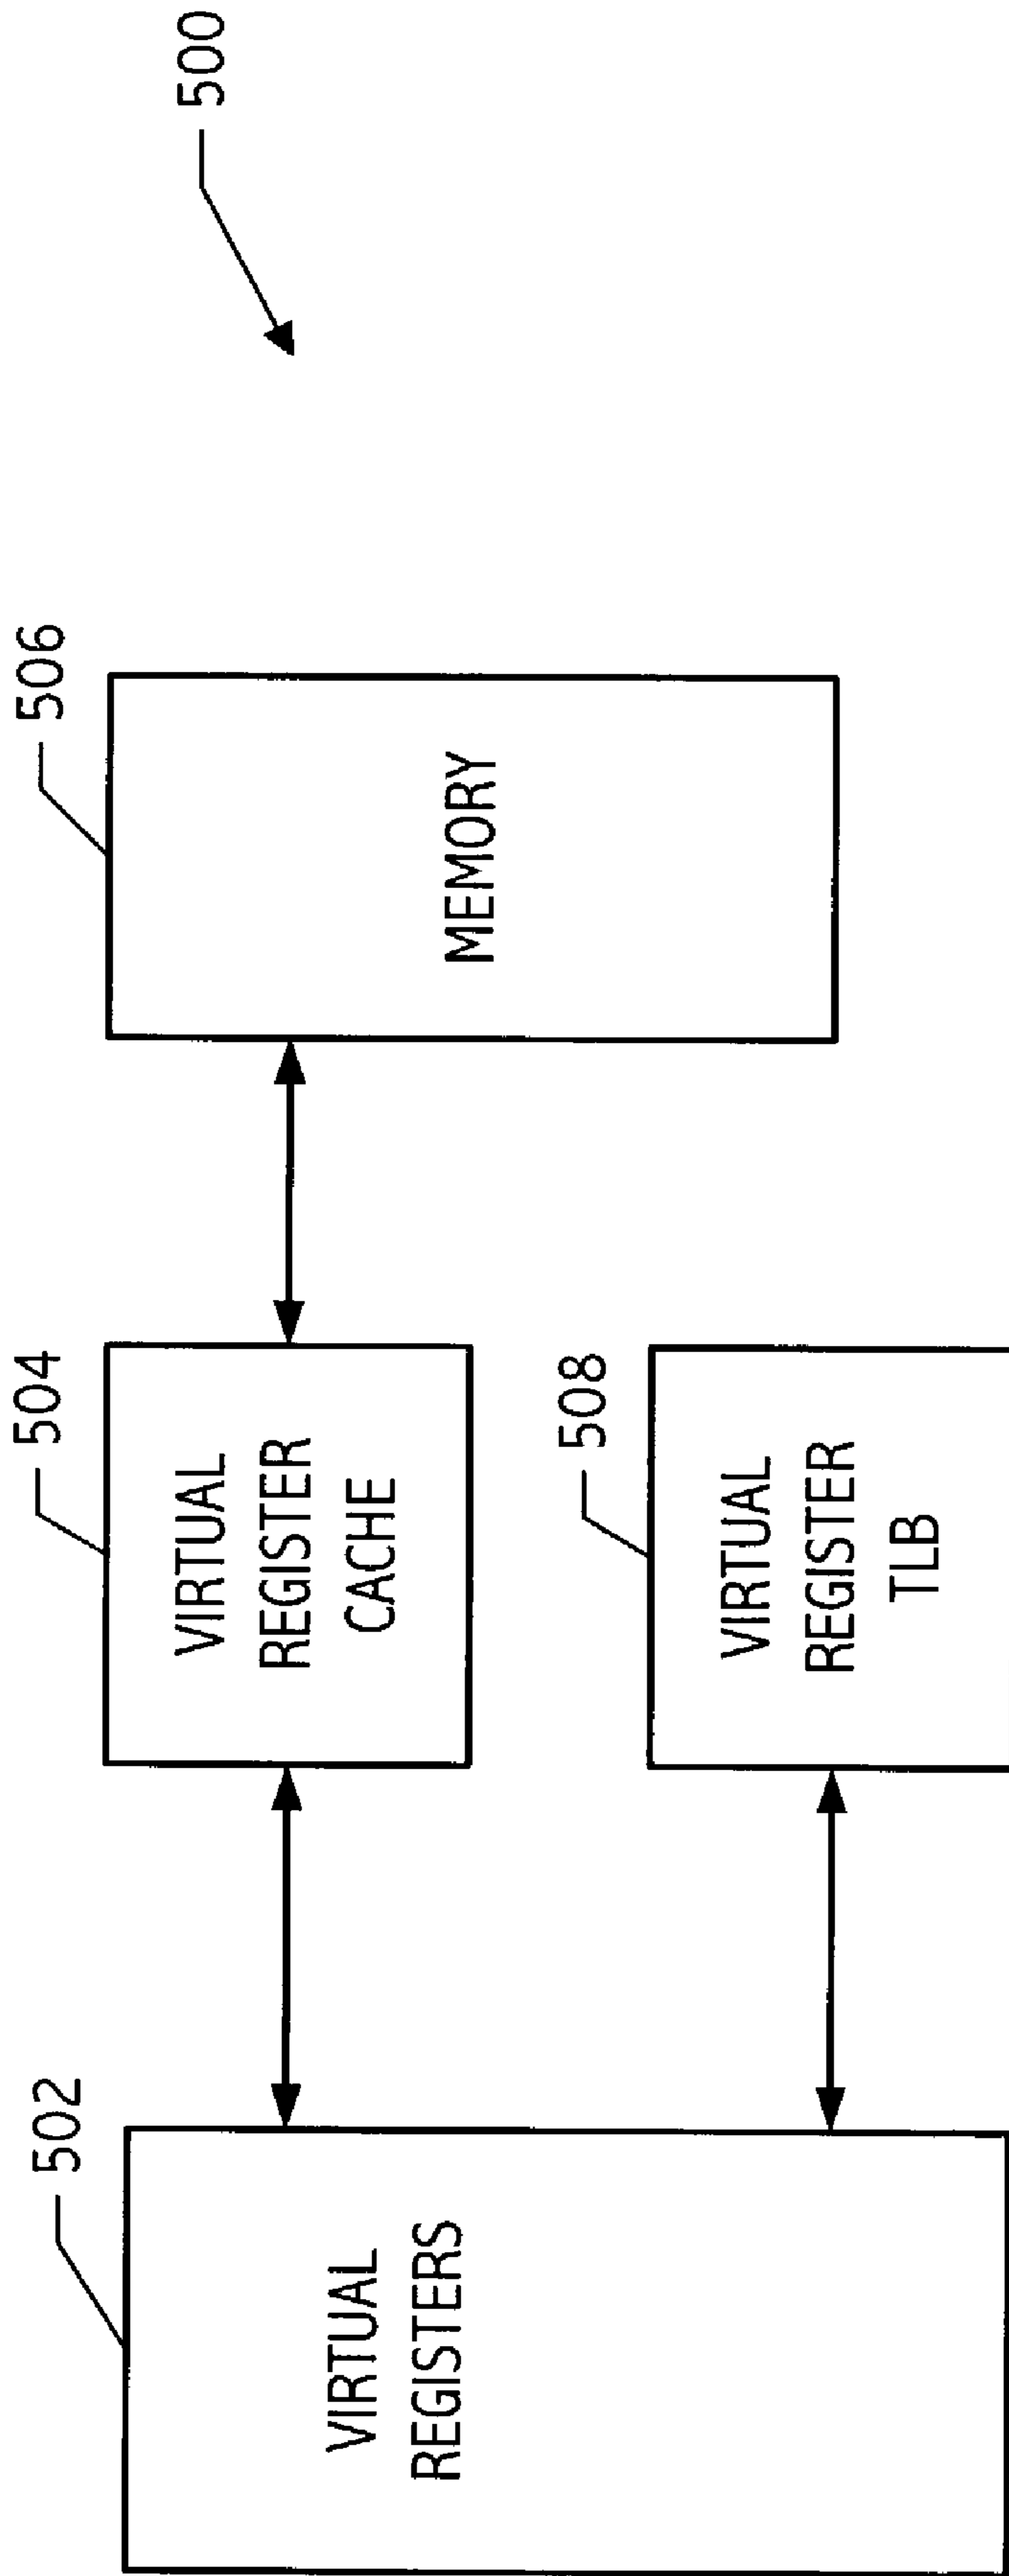 500
502
VIRTUAL
REGISTERS
504
VIRTUAL
REGISTER
CACHE
506
MEMORY
508
VIRTUAL
REGISTER
TLB